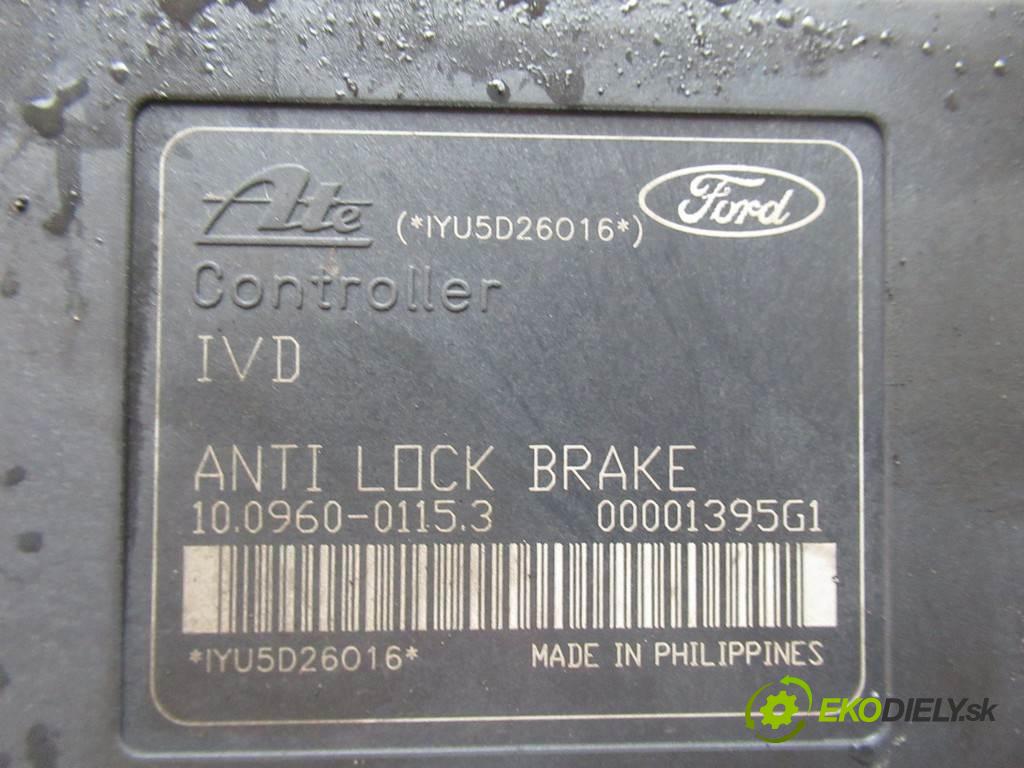 Ate (*IYU5D26016*) Ford
Controller
IVD
ANTI LOCK BRAKE
10.0960-0115.3 00001395G1
*IYU5D26016* MADE IN PHILIPPINES
EKODIELY.sk